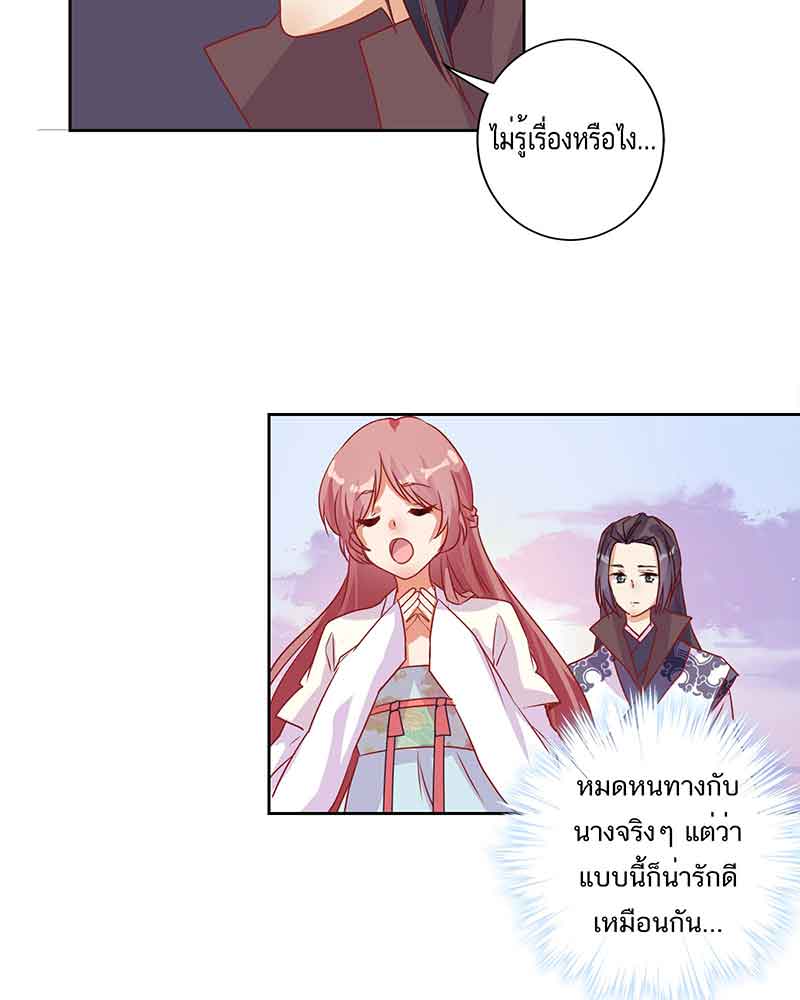 ไม่รู้เรื่องหรือไง...
หมดหนทางกับ
นางจริงๆ แต่ว่า
แบบนี้ก็น่ารักดี
เหมือนกัน...